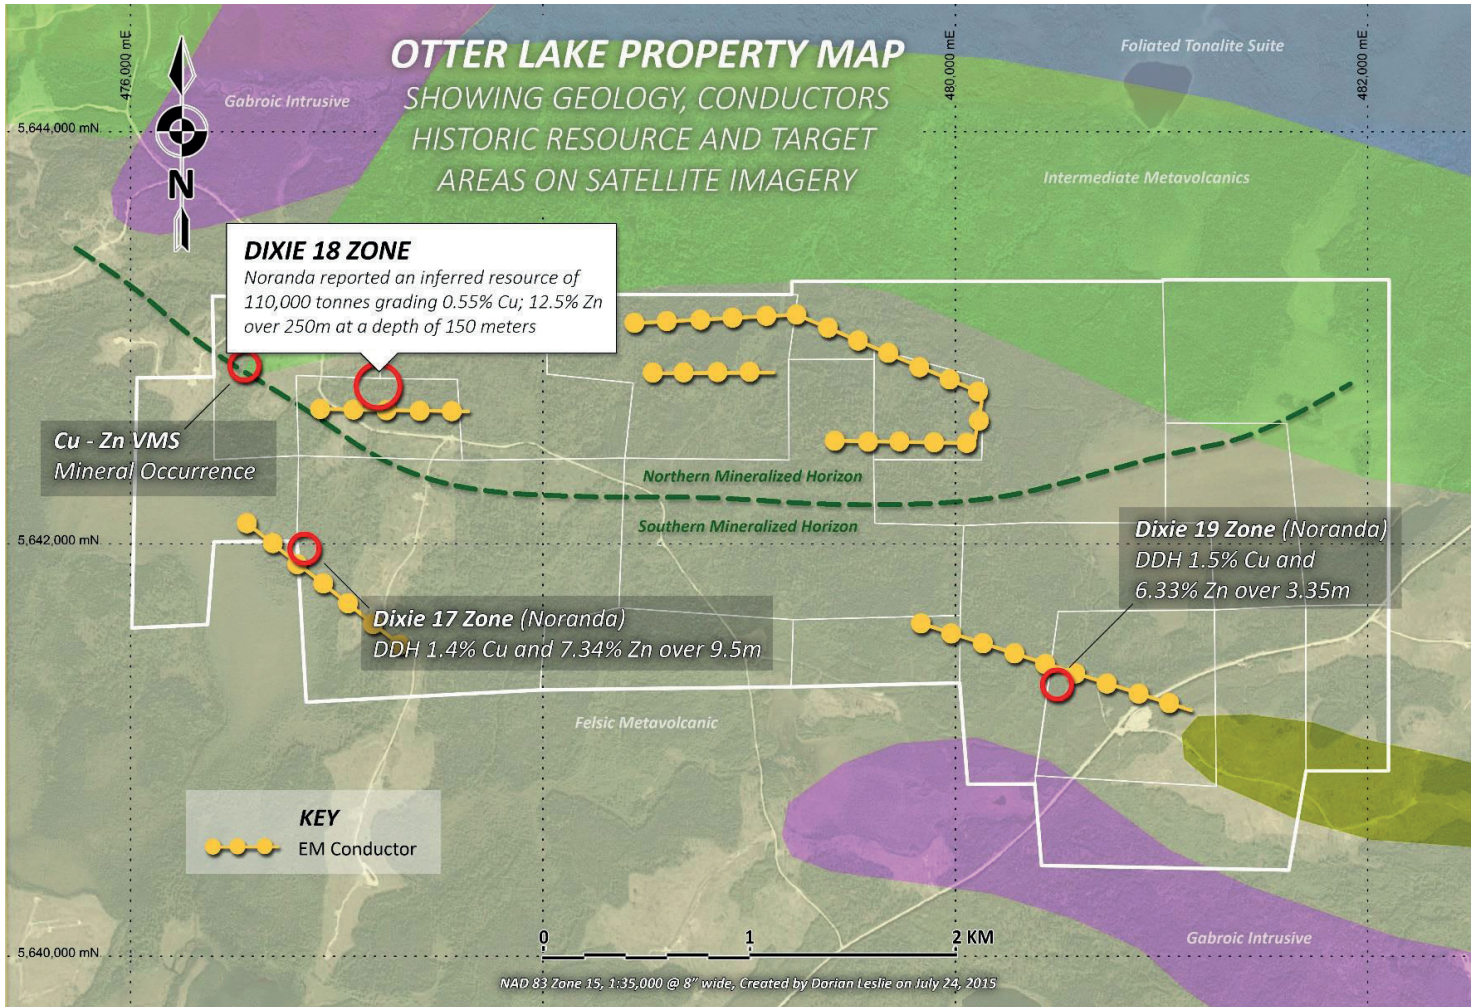 OTTER LAKE PROPERTY MAP
SHOWING GEOLOGY, CONDUCTORS
HISTORIC RESOURCE AND TARGET
AREAS ON SATELLITE IMAGERY
476,000 mE
480,000 mE
482,000 mE
Foliated Tonalite Suite
Gabroic Intrusive
5,644,000 mN
N
Intermediate Metavolcanics
DIXIE 18 ZONE
Noranda reported an inferred resource of
110,000 tonnes grading 0.55% Cu; 12.5% Zn
over 250m at a depth of 150 meters
Cu - Zn VMS
Mineral Occurrence
Northern Mineralized Horizon
Southern Mineralized Horizon
5,642,000 mN
Dixie 19 Zone (Noranda)
DDH 1.5% Cu and
6.33% Zn over 3.35m
Dixie 17 Zone (Noranda)
DDH 1.4% Cu and 7.34% Zn over 9.5m
Felsic Metavolcanic
KEY
EM Conductor
5,640,000 mN
0 1 2 KM
Gabroic Intrusive
NAD 83 Zone 15, 1:35,000 @ 8" wide, Created by Dorian Leslie on July 24, 2015